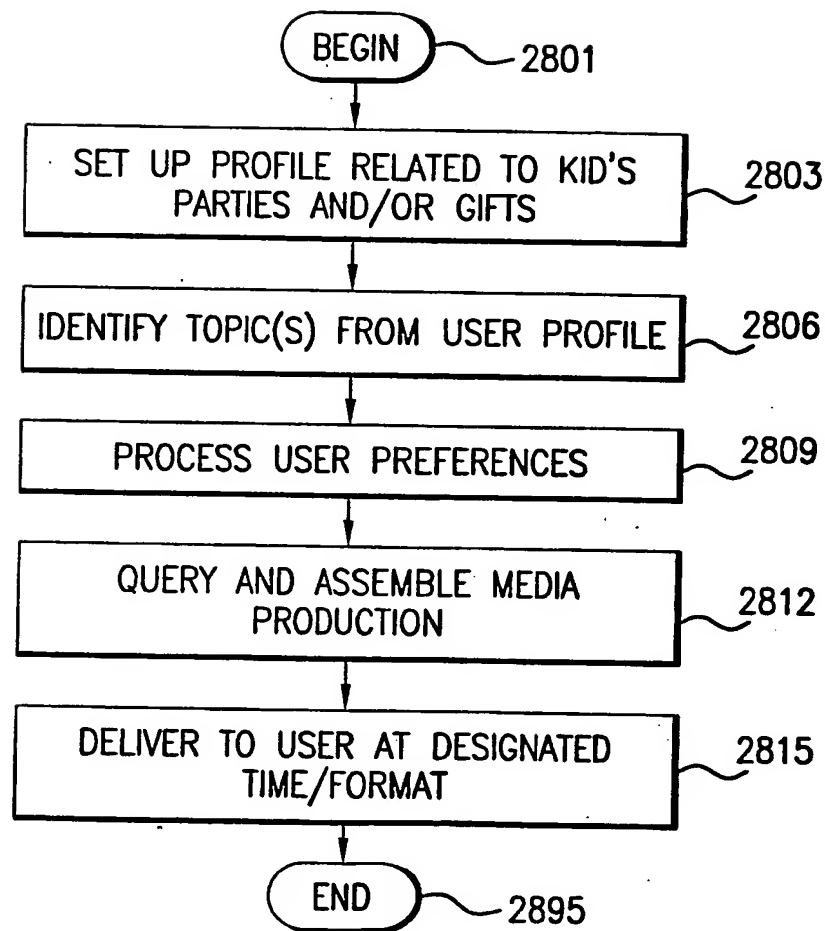 BEGIN
2801
SET UP PROFILE RELATED TO KID'S
PARTIES AND/OR GIFTS
2803
IDENTIFY TOPIC(S) FROM USER PROFILE
2806
PROCESS USER PREFERENCES
2809
QUERY AND ASSEMBLE MEDIA
PRODUCTION
2812
DELIVER TO USER AT DESIGNATED
TIME/FORMAT
2815
END
2895